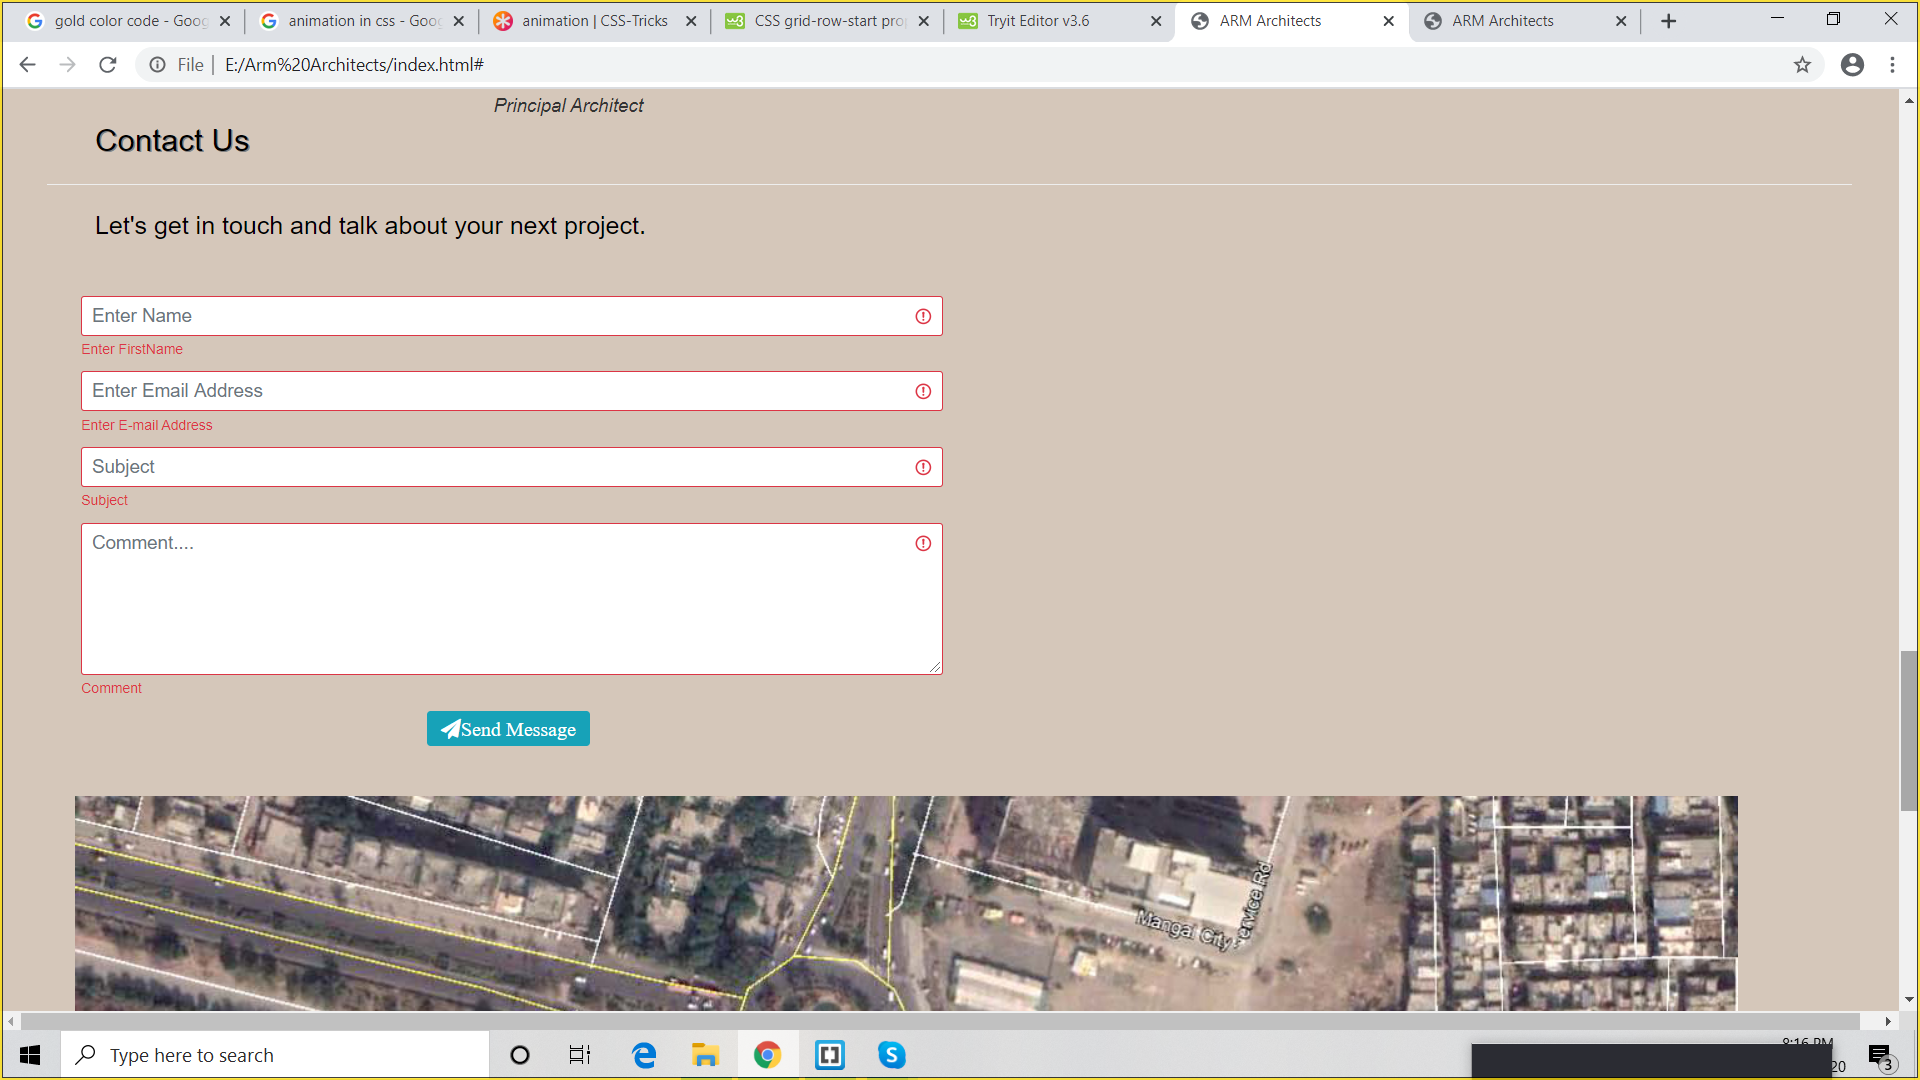 gold color code - Goog
animation in css - Goog
animation | CSS-Tricks
CSS grid-row-start prop
Tryit Editor v3.6
ARM Architects
ARM Architects
File
E:/Arm%20Architects/index.html#
Principal Architect
Contact Us
Let's get in touch and talk about your next project.
Enter Name
Enter FirstName
Enter Email Address
Enter E-mail Address
Subject
Subject
Comment....
Comment
Send Message
Mangal City Service Rd
Type here to search
8:16 PM
20
3